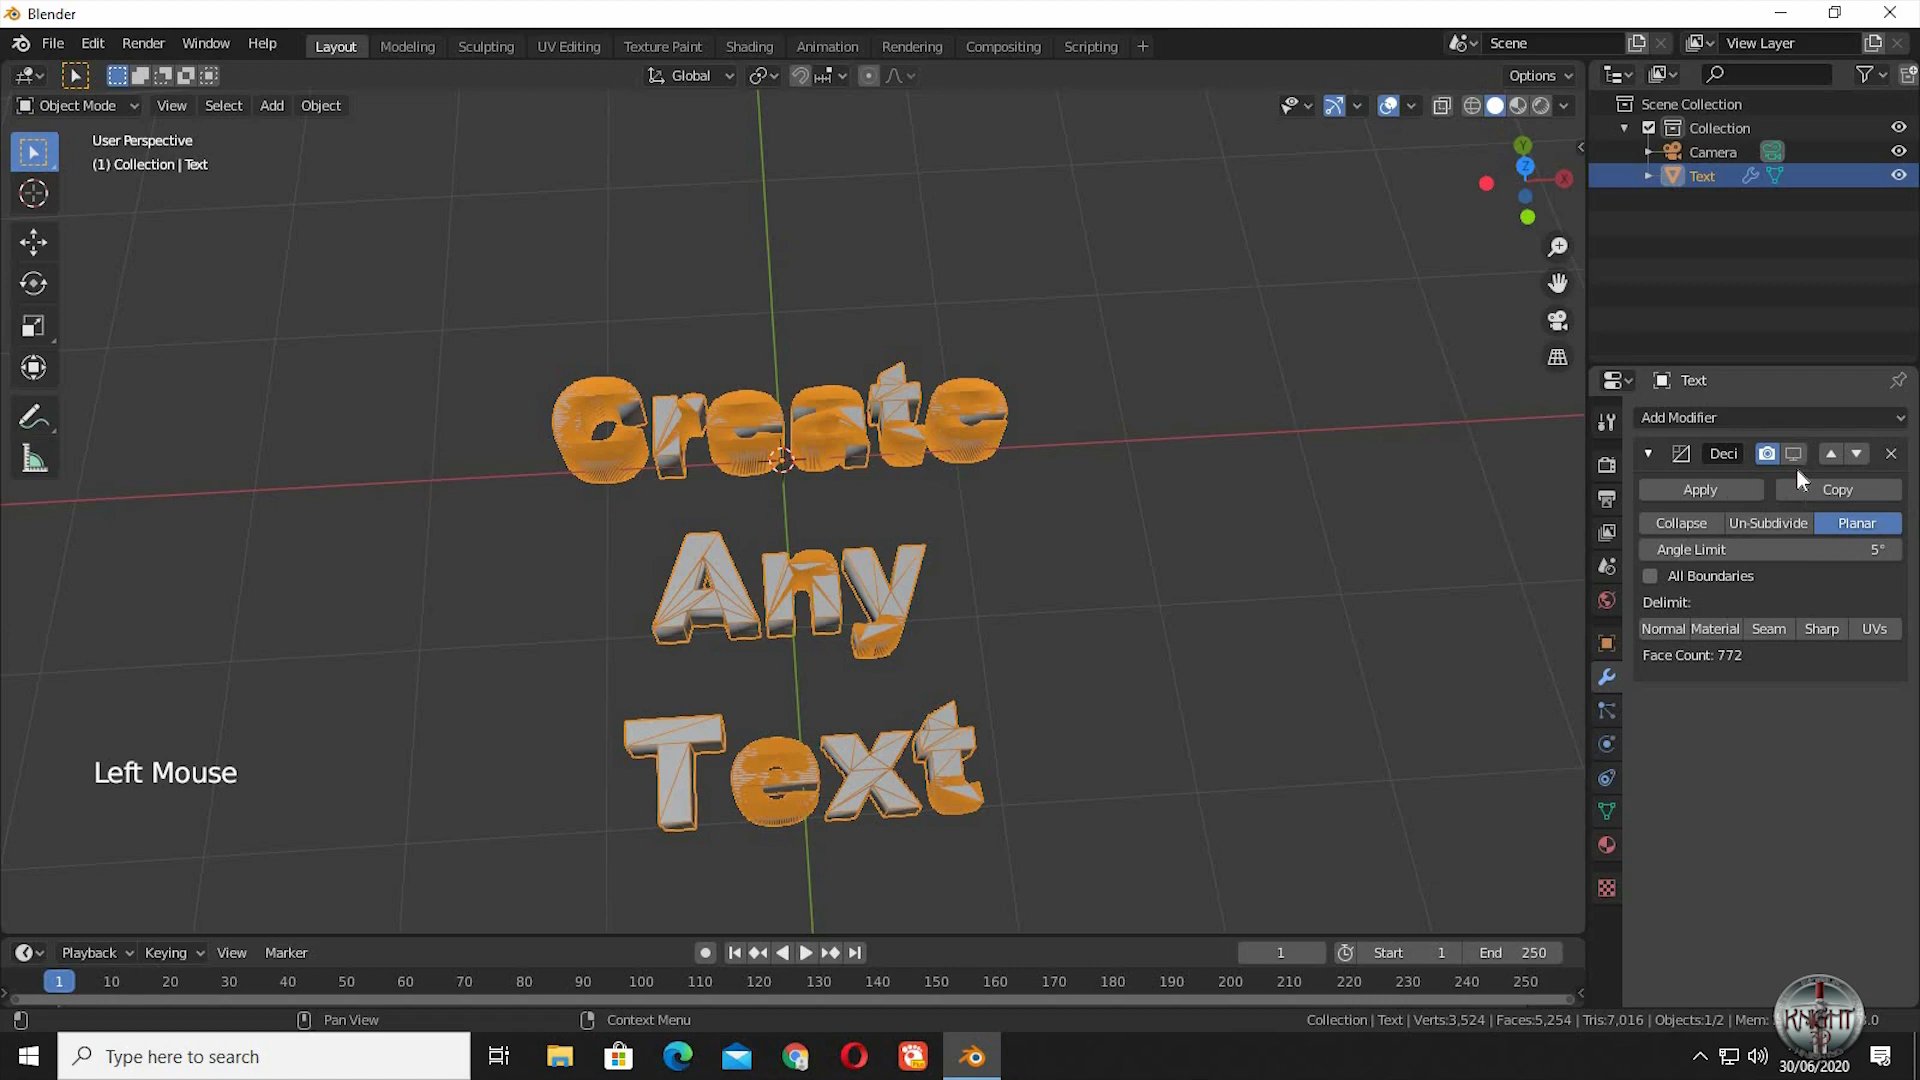 Blender
File Edit Render Window Help
Layout Modeling Sculpting UV Editing Texture Paint Shading Animation Rendering Compositing Scripting +
Scene
View Layer
Global
Options
Object Mode View Select Add Object
User Perspective
(1) Collection | Text
Y
Z
X
Scene Collection
Collection
Camera
Text
Text
Add Modifier
Deci
Apply Copy
Collapse Un-Subdivide Planar
Angle Limit 5°
All Boundaries
Delimit:
Normal Material Seam Sharp UVs
Face Count: 772
Create
Any
Text
Left Mouse
Playback Keying View Marker
1 Start 1 End 250
1 10 20 30 40 50 60 70 80 90 100 110 120 130 140 150 160 170 180 190 200 210 220 230 240 250
Pan View
Context Menu
Collection | Text | Verts:3,524 | Faces:5,254 | Tris:7,016 | Objects:1/2 | Mem:
KNIGHT
3D
Type here to search
30/06/2020